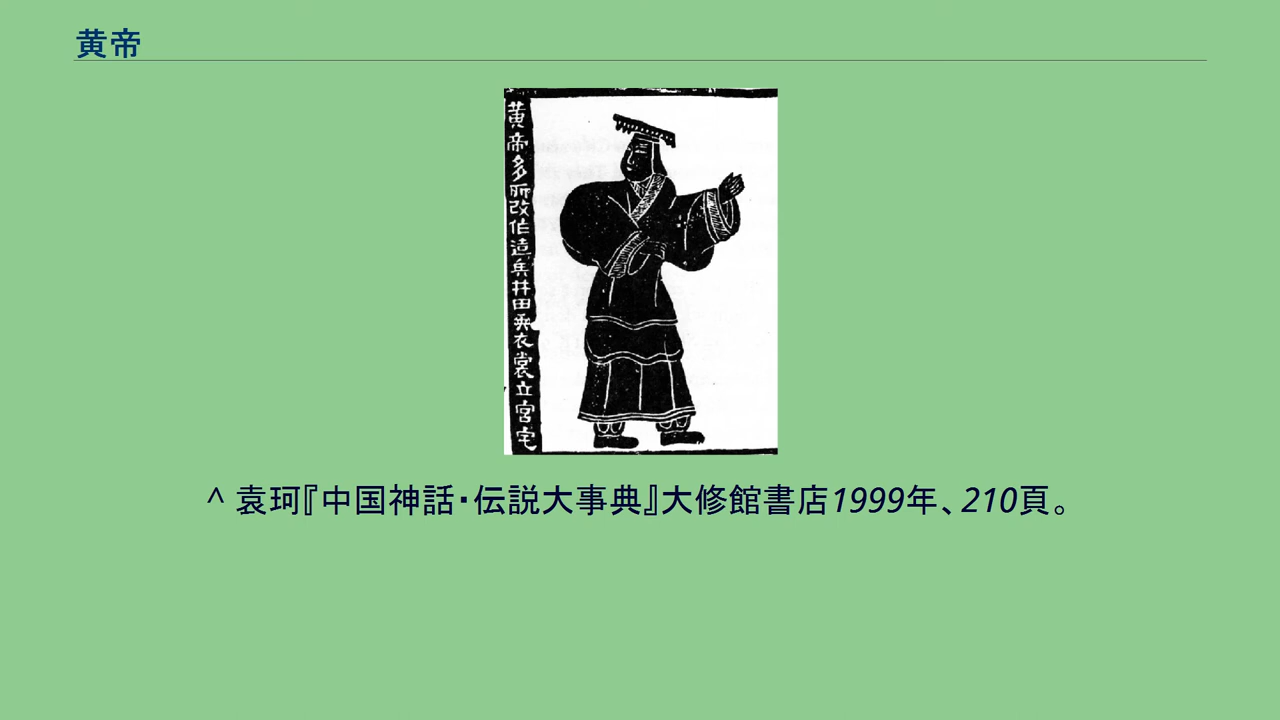 黄帝
黄帝多所改作造兵井田乘衣裳立宮宅
^ 袁珂『中国神話・伝説大事典』大修館書店1999年、210頁。